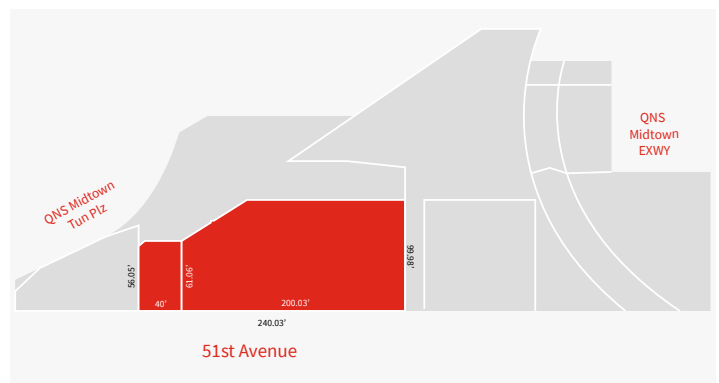 QNS
Midtown
EXWY
QNS Midtown
Tun Plz
56.05'
61.06'
99.98'
40'
200.03'
240.03'
51st Avenue